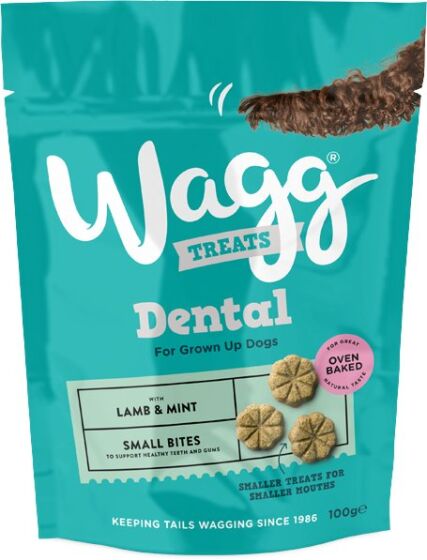 Wagg®
TREATS
Dental
For Grown Up Dogs
FOR GREAT
OVEN
BAKED
NATURAL TASTE
WITH
LAMB & MINT
SMALL BITES
TO SUPPORT HEALTHY TEETH AND GUMS
SMALLER TREATS FOR
SMALLER MOUTHS
KEEPING TAILS WAGGING SINCE 1986
100g℮